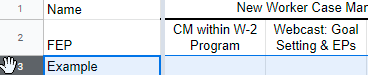 1 Name New Worker Case Mar
2 FEP CM within W-2 Program Webcast: Goal Setting & EPs
3 Example